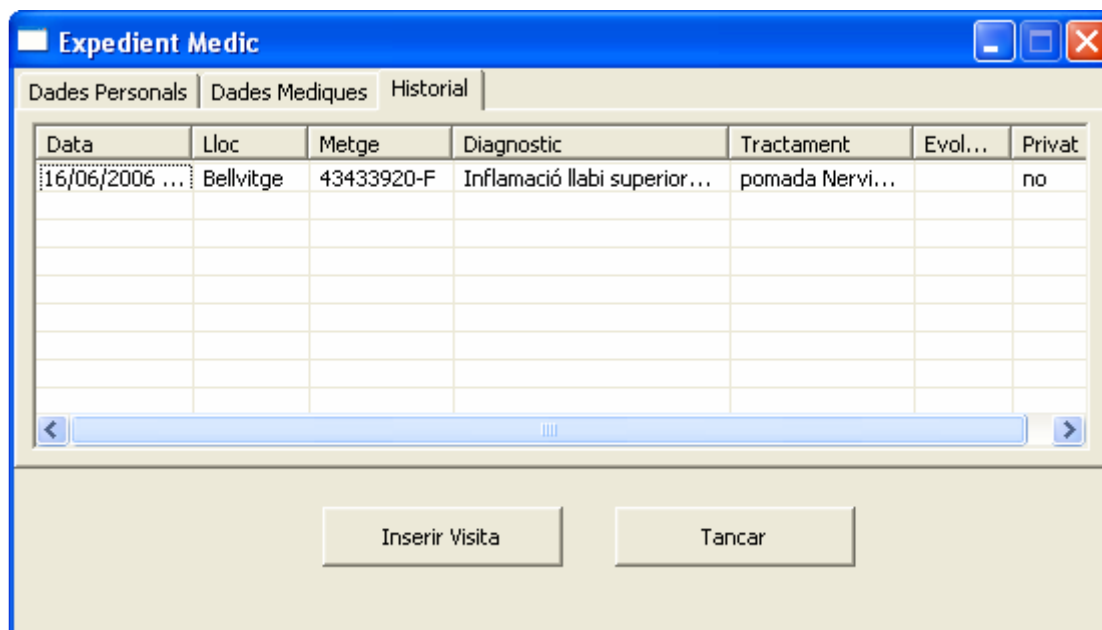 Expedient Medic
Dades Personals Dades Mediques Historial
Data Lloc Metge Diagnostic Tractament Evol... Privat
16/06/2006 ... Bellvitge 43433920-F Inflamació llabi superior... pomada Nervi... no
Inserir Visita Tancar